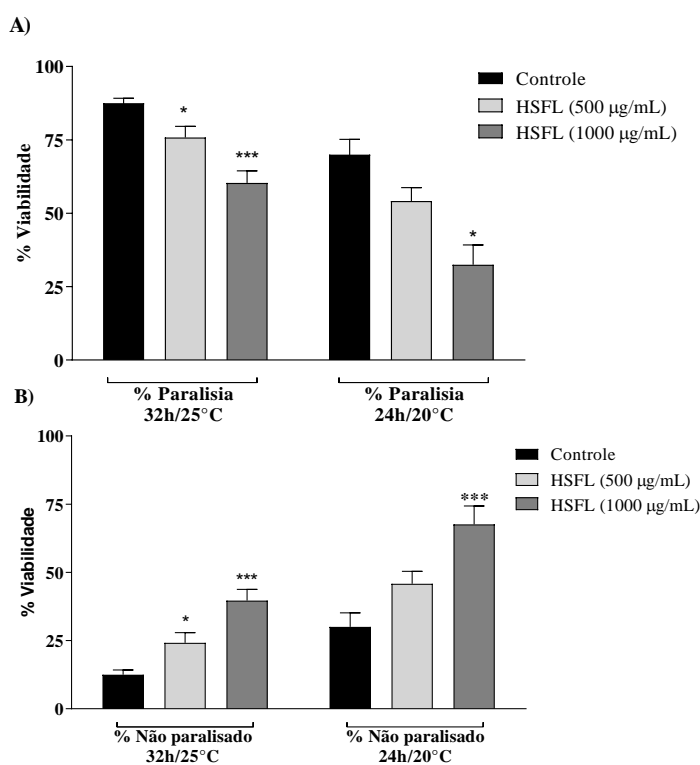 A)
100
75
50
25
0
% Viabilidade
*
***
*
Controle
HSFL (500 µg/mL)
HSFL (1000 µg/mL)
% Paralisia
32h/25°C
% Paralisia
24h/20°C
B)
100
75
50
25
0
% Viabilidade
*
***
***
Controle
HSFL (500 µg/mL)
HSFL (1000 µg/mL)
% Não paralisado
32h/25°C
% Não paralisado
24h/20°C